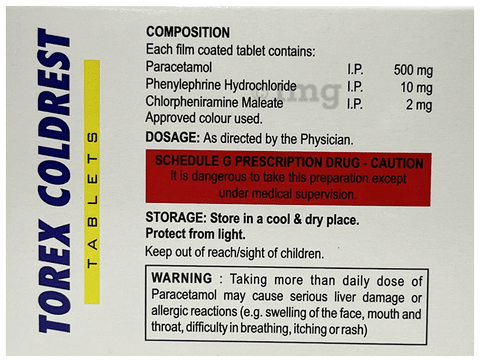 TOREX COLDREST
TABLETS
COMPOSITION
Each film coated tablet contains:
Paracetamol I.P. 500 mg
Phenylephrine Hydrochloride I.P. 10 mg
Chlorpheniramine Maleate I.P. 2 mg
Approved colour used.
DOSAGE: As directed by the Physician.
SCHEDULE G PRESCRIPTION DRUG - CAUTION
It is dangerous to take this preparation except
under medical supervision.
STORAGE: Store in a cool & dry place.
Protect from light.
Keep out of reach/sight of children.
WARNING : Taking more than daily dose of
Paracetamol may cause serious liver damage or
allergic reactions (e.g. swelling of the face, mouth and
throat, difficulty in breathing, itching or rash)